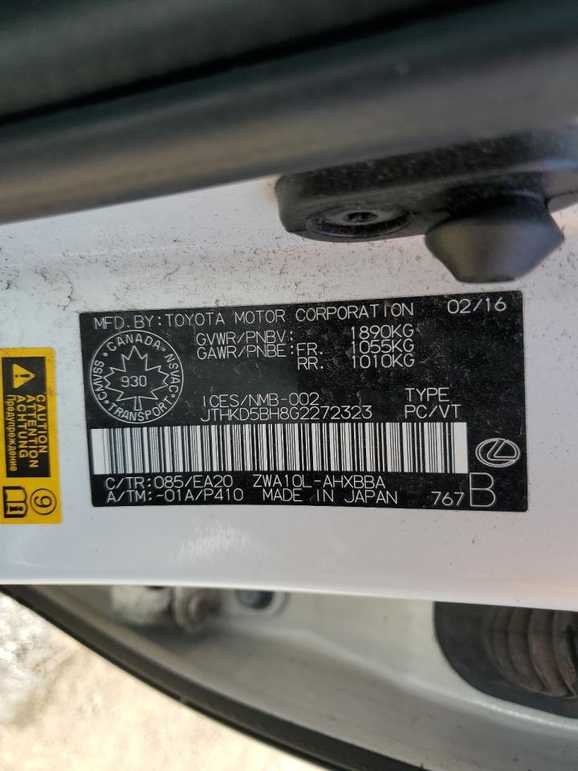 MFD.BY:TOYOTA MOTOR CORPORATION 02/16
GVWR/PNBV: 1890KG
GAWR/PNBE:FR. 1055KG
RR. 1010KG
CANADA
CMVSS NSVAC
930
TRANSPORT
ICES/NMB-002 TYPE
JTHKD5BH8G2272323 PC/VT
C/TR:085/EA20 ZWA10L-AHXBBA
A/TM:-01A/P410 MADE IN JAPAN 767 B
ATTENTION
ACHTUNG
Предупреждение
9